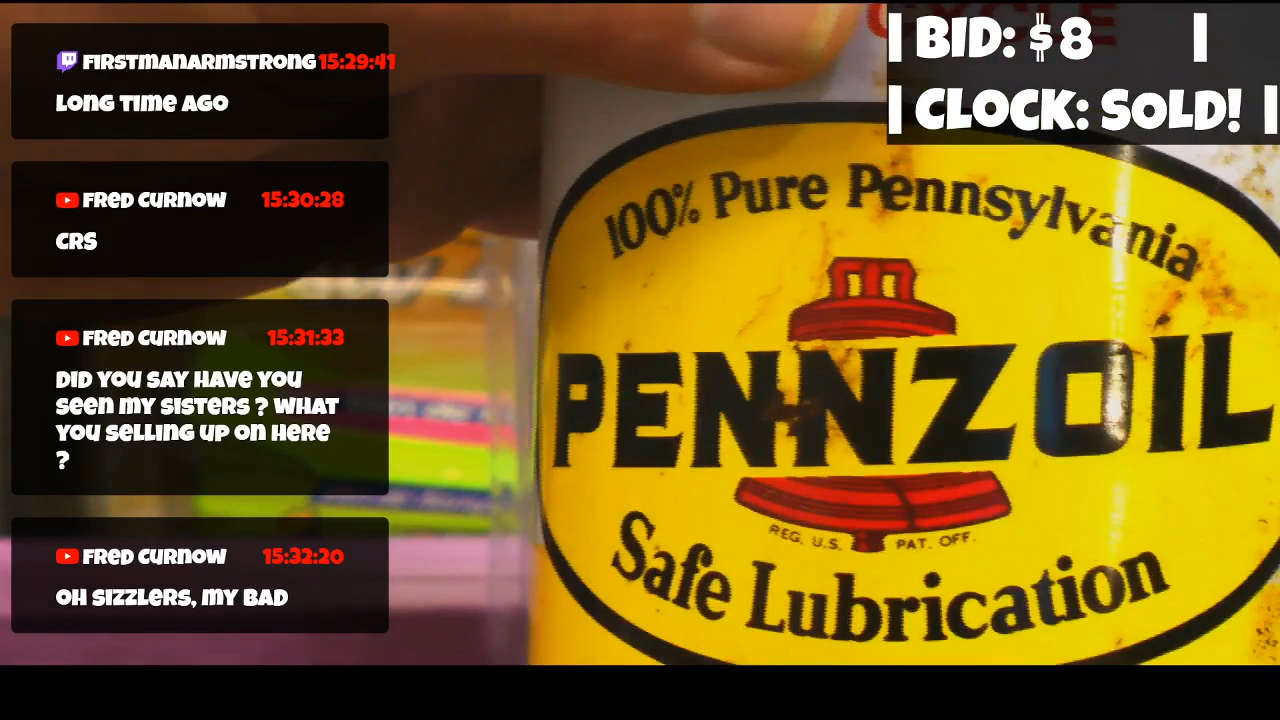 FIRSTMANARMSTRONG 15:29:41
LONG TIME AGO
FRED CURNOW 15:30:28
CRS
FRED CURNOW 15:31:33
DID YOU SAY HAVE YOU
SEEN MY SISTERS ? WHAT
YOU SELLING UP ON HERE
?
FRED CURNOW 15:32:20
OH SIZZLERS, MY BAD
| BID: $8 |
| CLOCK: SOLD! |
CYCLE
100% Pure Pennsylvania
PENNZOIL
REG. U.S. PAT. OFF.
Safe Lubrication